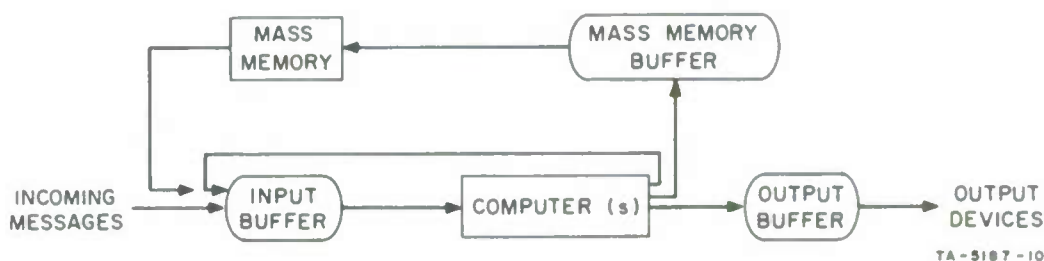 MASS
MEMORY
MASS MEMORY
BUFFER
INCOMING
MESSAGES
INPUT
BUFFER
COMPUTER (s)
OUTPUT
BUFFER
OUTPUT
DEVICES
TA-5187-10